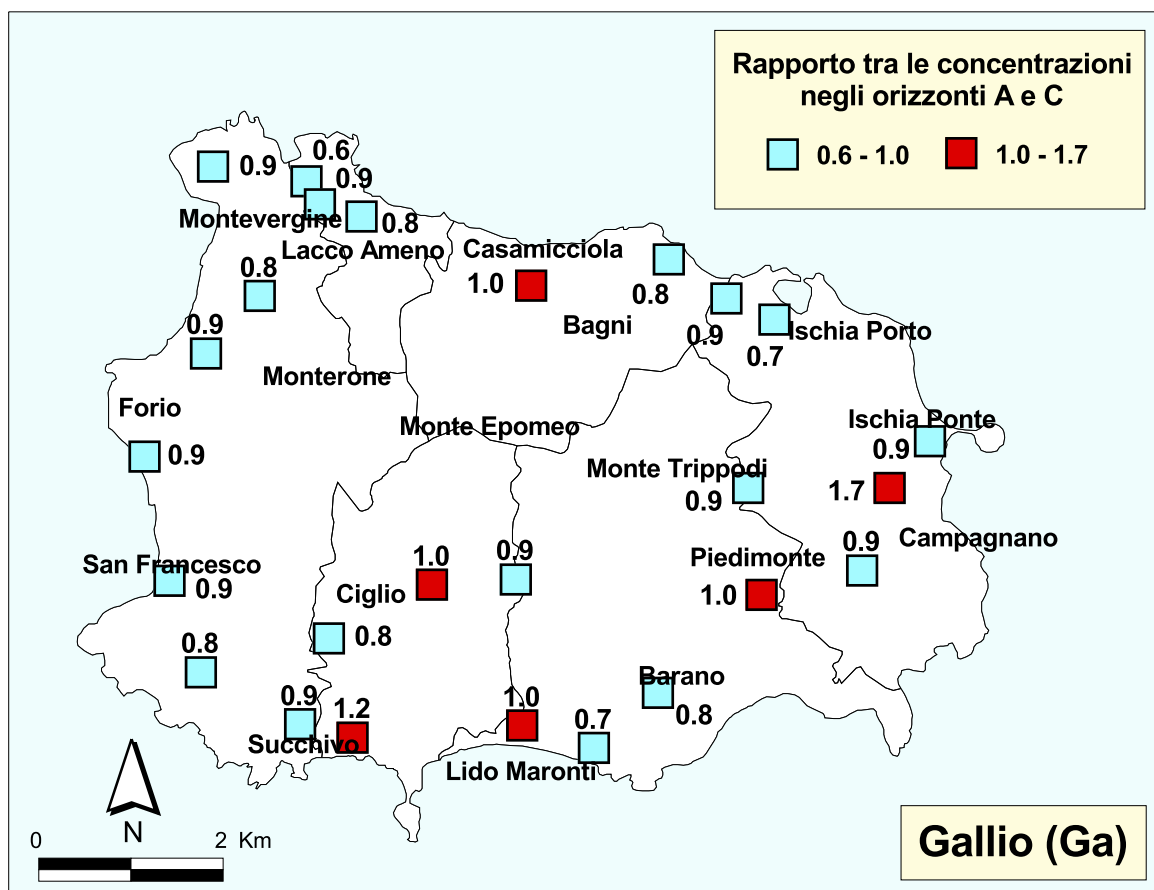 Rapporto tra le concentrazioni
negli orizzonti A e C
0.6 - 1.0
1.0 - 1.7
0.6
0.9
0.9
Montevergine
0.8
Lacco Ameno
Casamicciola
0.8
1.0
0.8
Bagni
0.9
Ischia Porto
0.7
0.9
Monterone
Forio
Monte Epomeo
Ischia Ponte
0.9
0.9
Monte Trippodi
0.9
1.7
Campagnano
0.9
0.9
1.0
Piedimonte
San Francesco
0.9
Ciglio
1.0
0.8
0.8
Barano
0.8
0.9
1.2
1.0
0.7
Succhivo
Lido Maronti
N
0
2 Km
Gallio (Ga)